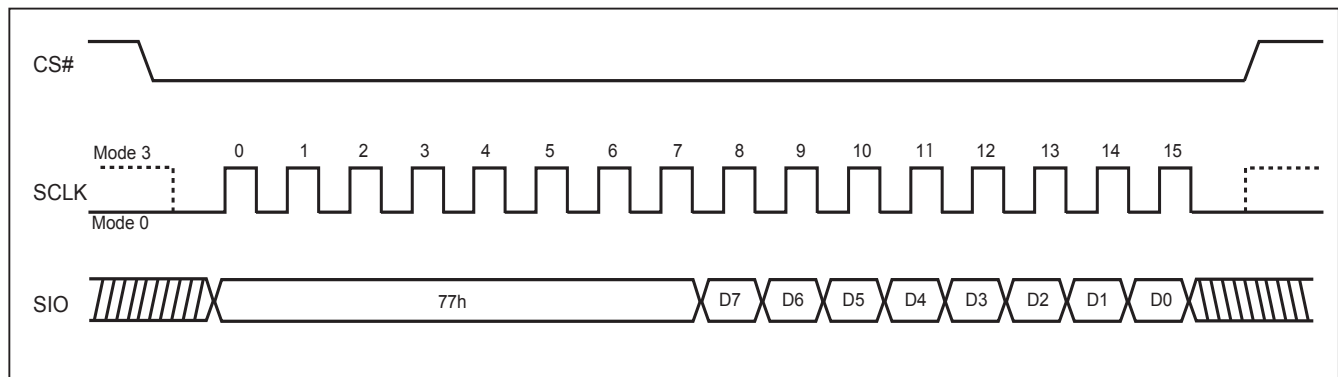 CS#
Mode 3
0 1 2 3 4 5 6 7 8 9 10 11 12 13 14 15
SCLK
Mode 0
SIO
77h D7 D6 D5 D4 D3 D2 D1 D0